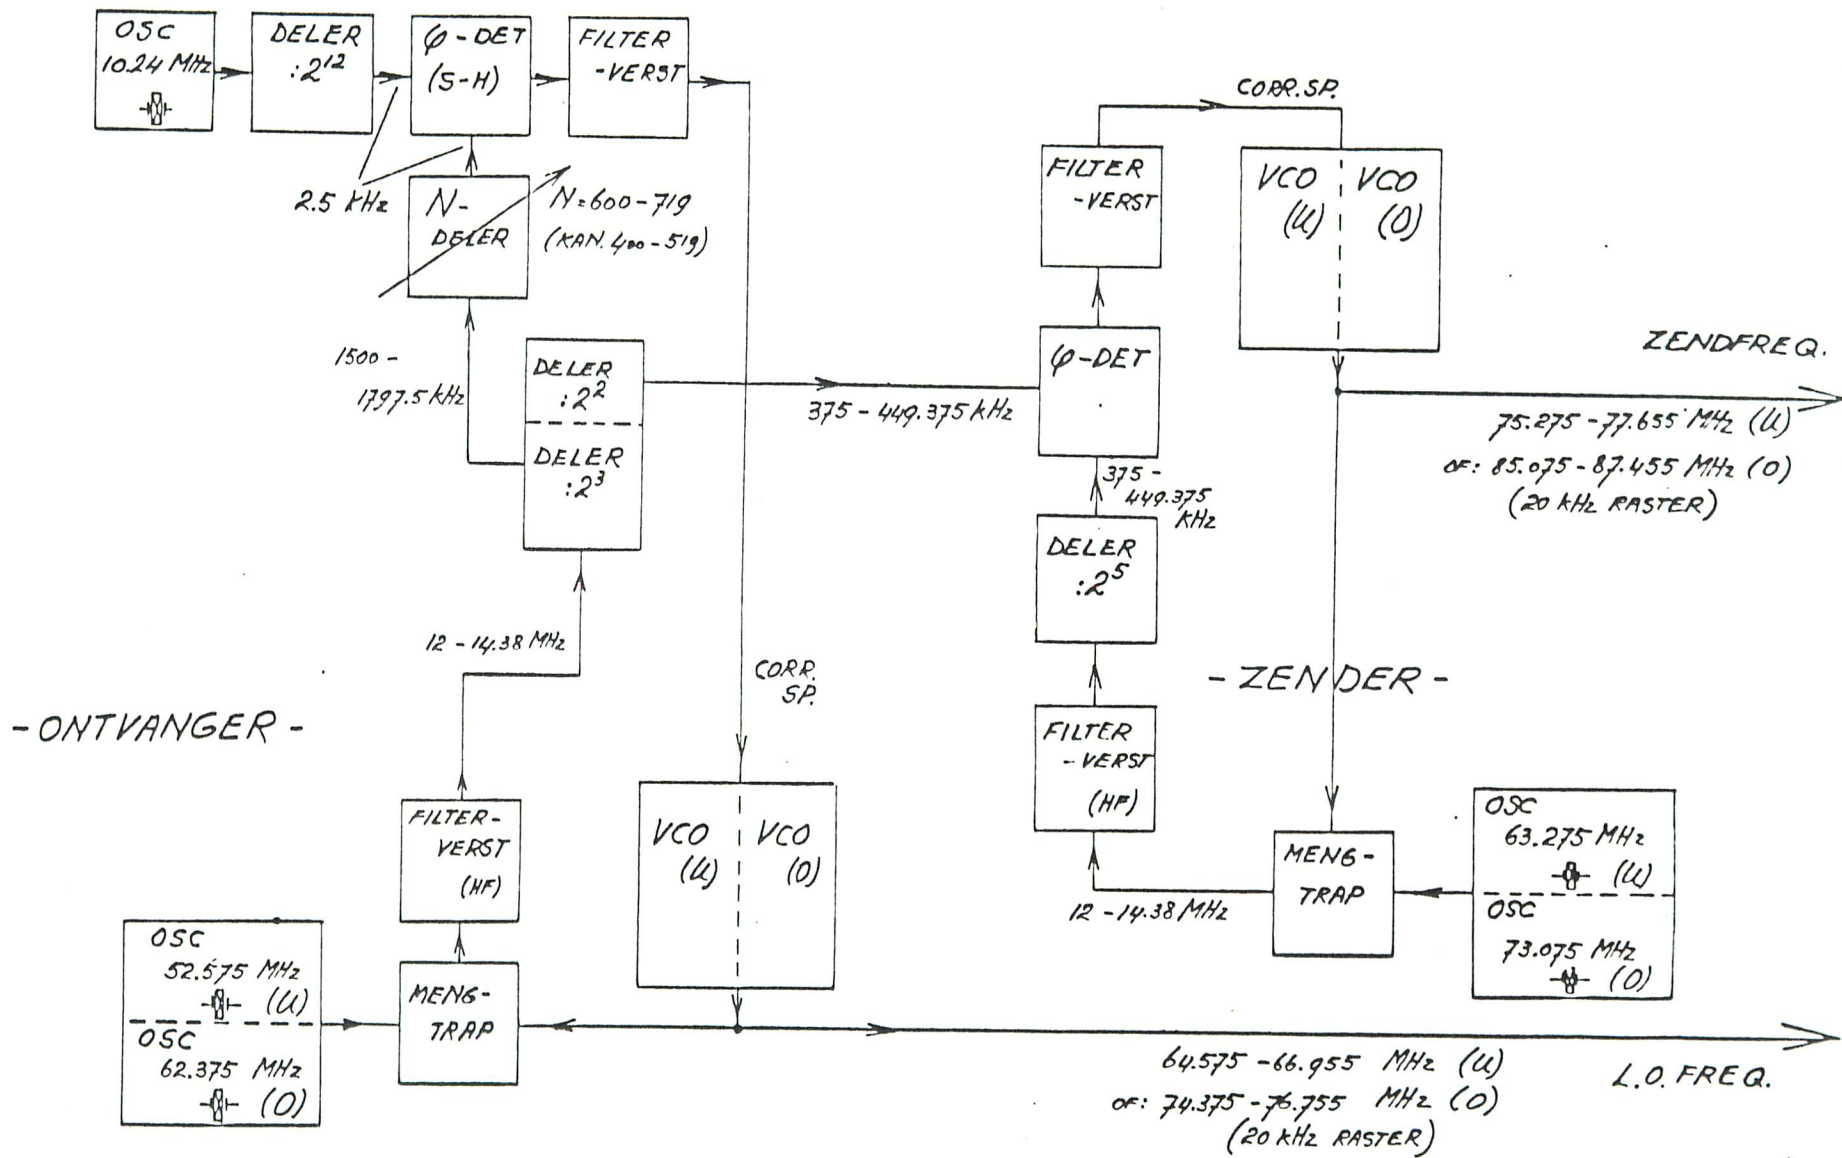 OSC
10.24 MHz
DELER
:2¹²
φ-DET
(S-H)
FILTER
-VERST
2.5 kHz
N-
DELER
N=600-719
(KAN. 400-519)
1500-
1797.5 kHz
DELER
:2²
DELER
:2³
375-449.375 kHz
12-14.38 MHz
CORR.
SP.
-ONTVANGER-
FILTER-
VERST
(HF)
VCO
(U)
VCO
(O)
OSC
52.575 MHz
(U)
OSC
62.375 MHz
(O)
MENG-
TRAP
CORR.SP.
FILTER
-VERST
VCO
(U)
VCO
(O)
φ-DET
ZENDFREQ.
75.275-77.655 MHz (U)
OF: 85.075-87.455 MHz (O)
(20 kHz RASTER)
375-
449.375
kHz
DELER
:2⁵
-ZENDER-
FILTER
-VERST
(HF)
12-14.38 MHz
MENG-
TRAP
OSC
63.275 MHz
(U)
OSC
73.075 MHz
(O)
64.575-66.955 MHz (U)
OF: 74.375-76.755 MHz (O)
(20 kHz RASTER)
L.O. FREQ.